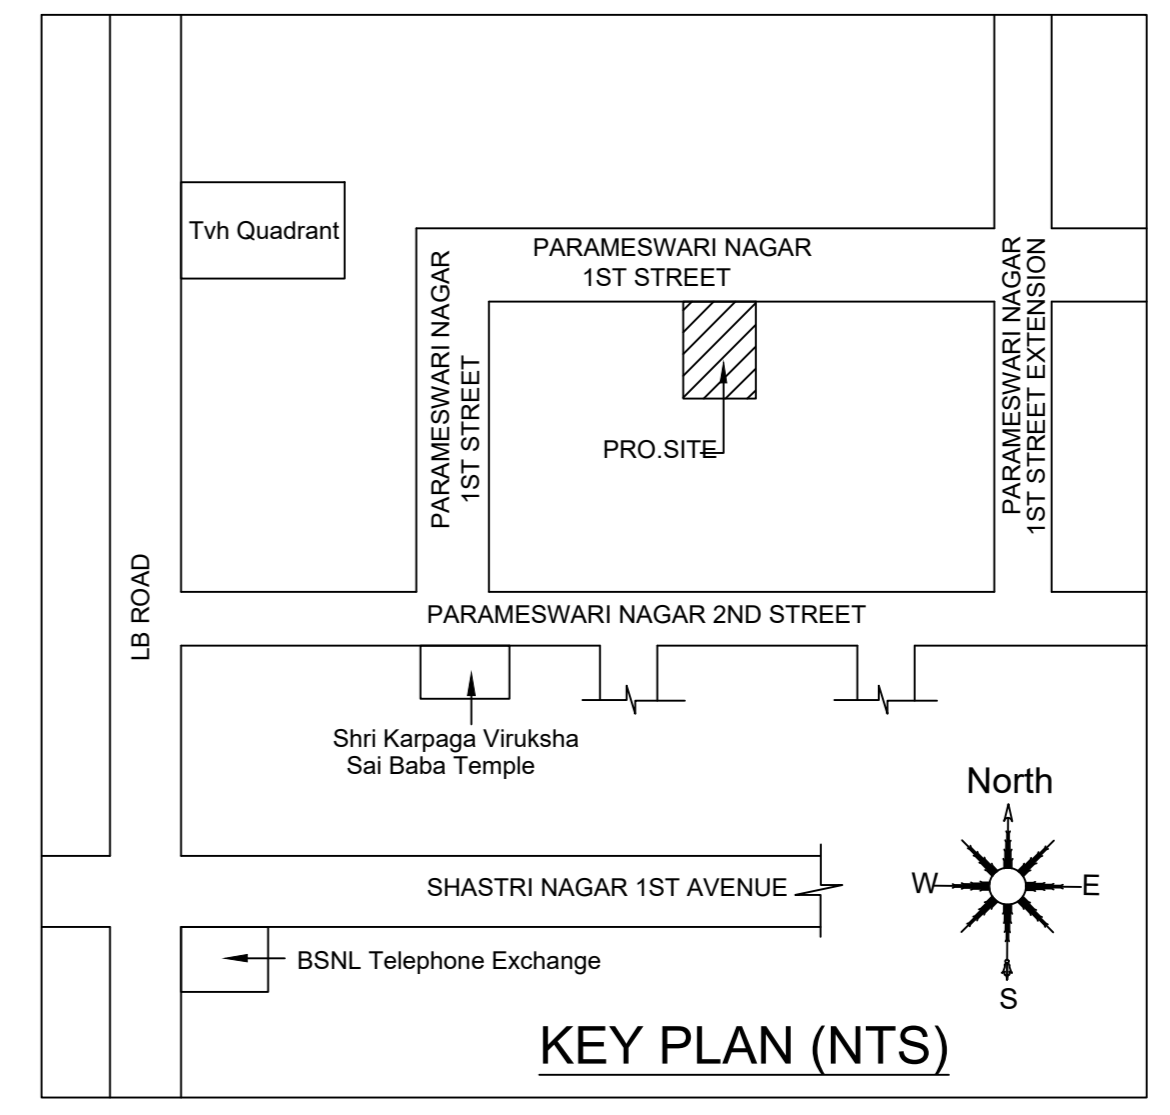 Tvh Quadrant
PARAMESWARI NAGAR
1ST STREET
PARAMESWARI NAGAR
1ST STREET
PARAMESWARI NAGAR
1ST STREET EXTENSION
PRO.SITE
LB ROAD
PARAMESWARI NAGAR 2ND STREET
Shri Karpaga Viruksha
Sai Baba Temple
North
W
E
S
SHASTRI NAGAR 1ST AVENUE
BSNL Telephone Exchange
KEY PLAN (NTS)